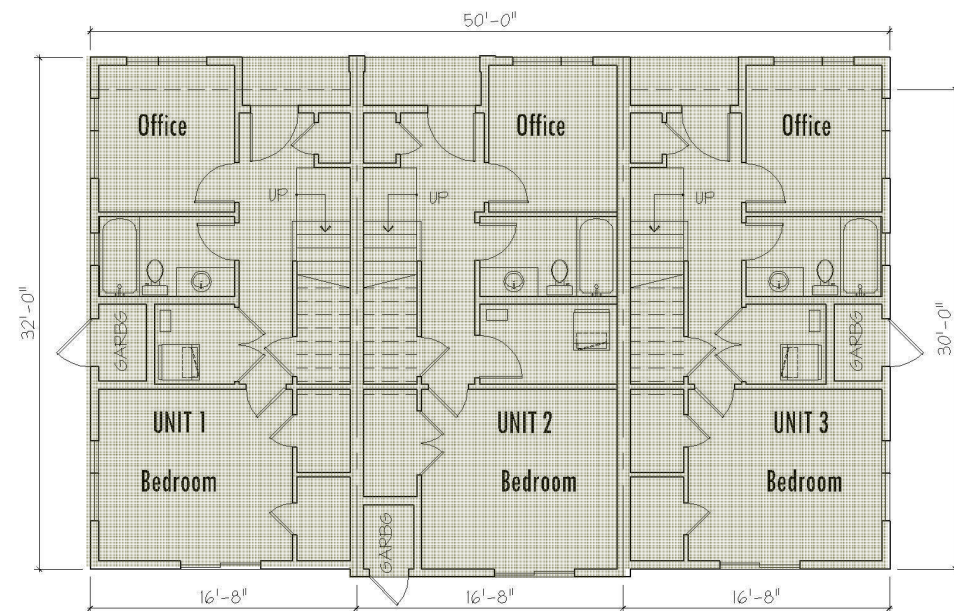 50'-0"
Office
Office
Office
UP
UP
UP
32'-0"
30'-0"
GARBG
GARBG
UNIT 1
UNIT 2
UNIT 3
Bedroom
Bedroom
Bedroom
GARBG
16'-8"
16'-8"
16'-8"